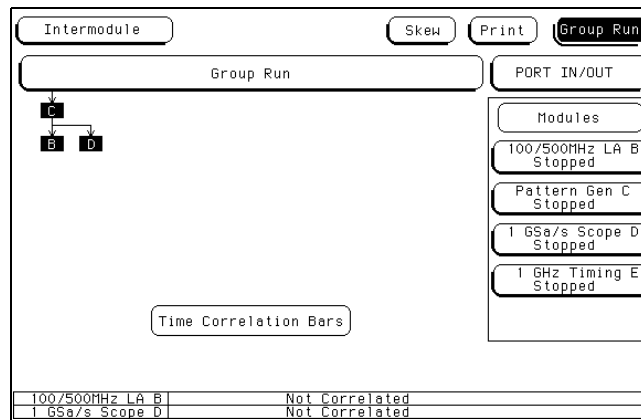 Intermodule
Skew
Print
Group Run
Group Run
PORT IN/OUT
C
B D
Modules
100/500MHz LA B
Stopped
Pattern Gen C
Stopped
1 GSa/s Scope D
Stopped
1 GHz Timing E
Stopped
Time Correlation Bars
100/500MHz LA B Not Correlated
1 GSa/s Scope D Not Correlated